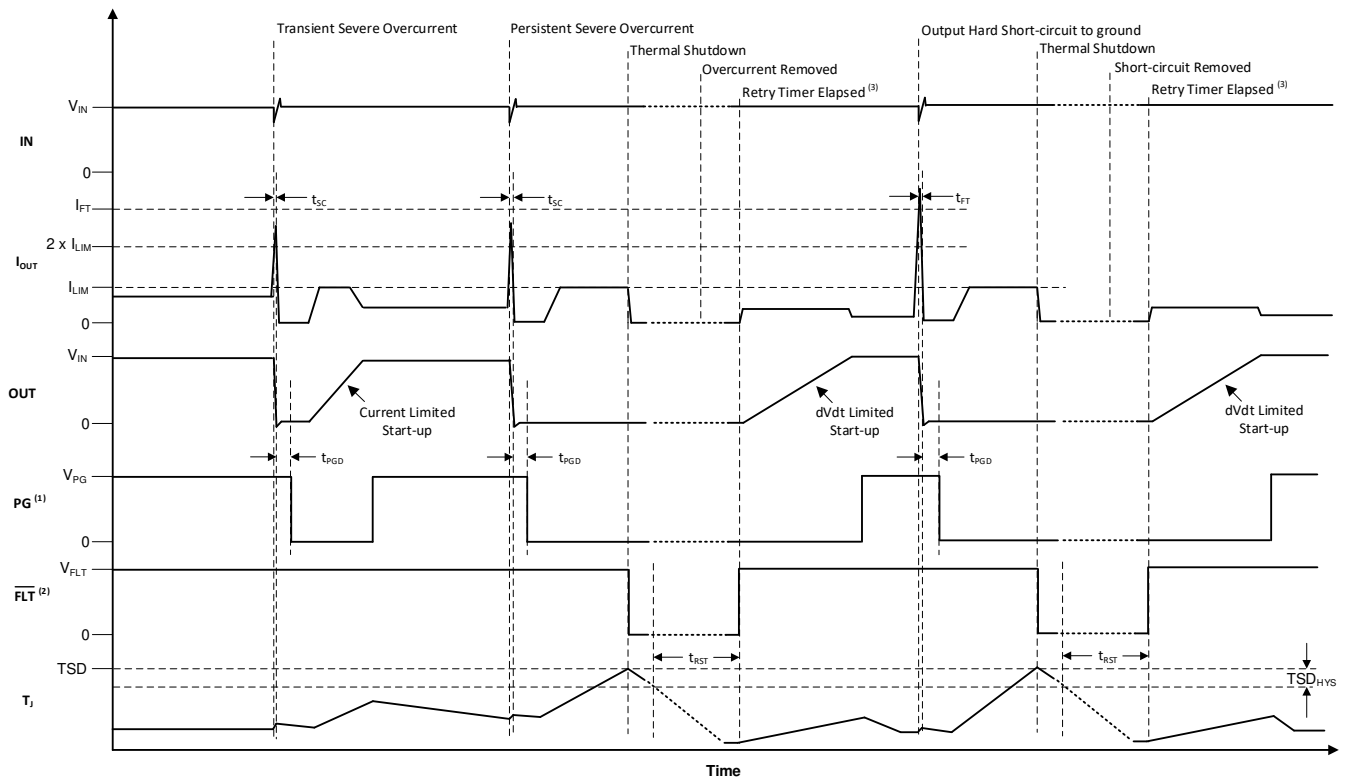 Transient Severe Overcurrent
Persistent Severe Overcurrent
Output Hard Short-circuit to ground
Thermal Shutdown
Thermal Shutdown
Overcurrent Removed
Short-circuit Removed
Retry Timer Elapsed (3)
Retry Timer Elapsed (3)
VIN
IN
0
tSC
tSC
tFT
IFT
2 x ILIM
IOUT
ILIM
0
VIN
OUT
0
Current Limited
Start-up
dVdt Limited
Start-up
dVdt Limited
Start-up
tPGD
tPGD
tPGD
VPG
PG (1)
0
VFLT
FLT (2)
0
tRST
tRST
TSD
TSDHYS
TJ
Time